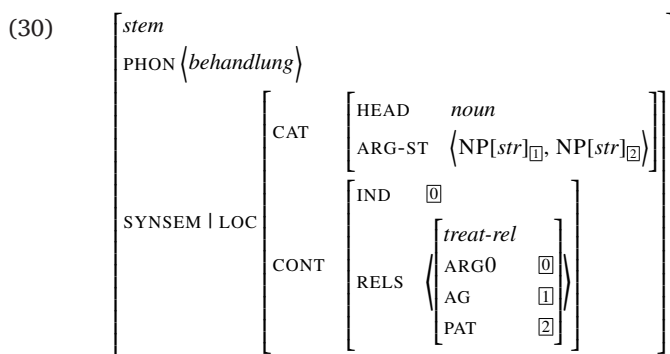 (30)
stem
PHON ⟨behandlung⟩
SYNSEM | LOC
CAT
HEAD noun
ARG-ST ⟨NP[str]1, NP[str]2⟩
CONT
IND 0
RELS
treat-rel
ARG0 0
AG 1
PAT 2